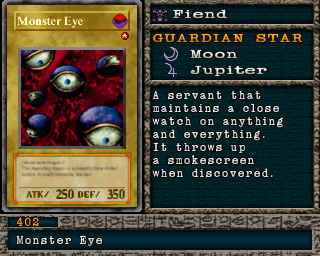 Monster Eye
ATK/ 250 DEF/ 350
Fiend
GUARDIAN STAR
Moon
Jupiter
A servant that
maintains a close
watch on anything
and everything.
It throws up
a smokescreen
when discovered.
402
Monster Eye